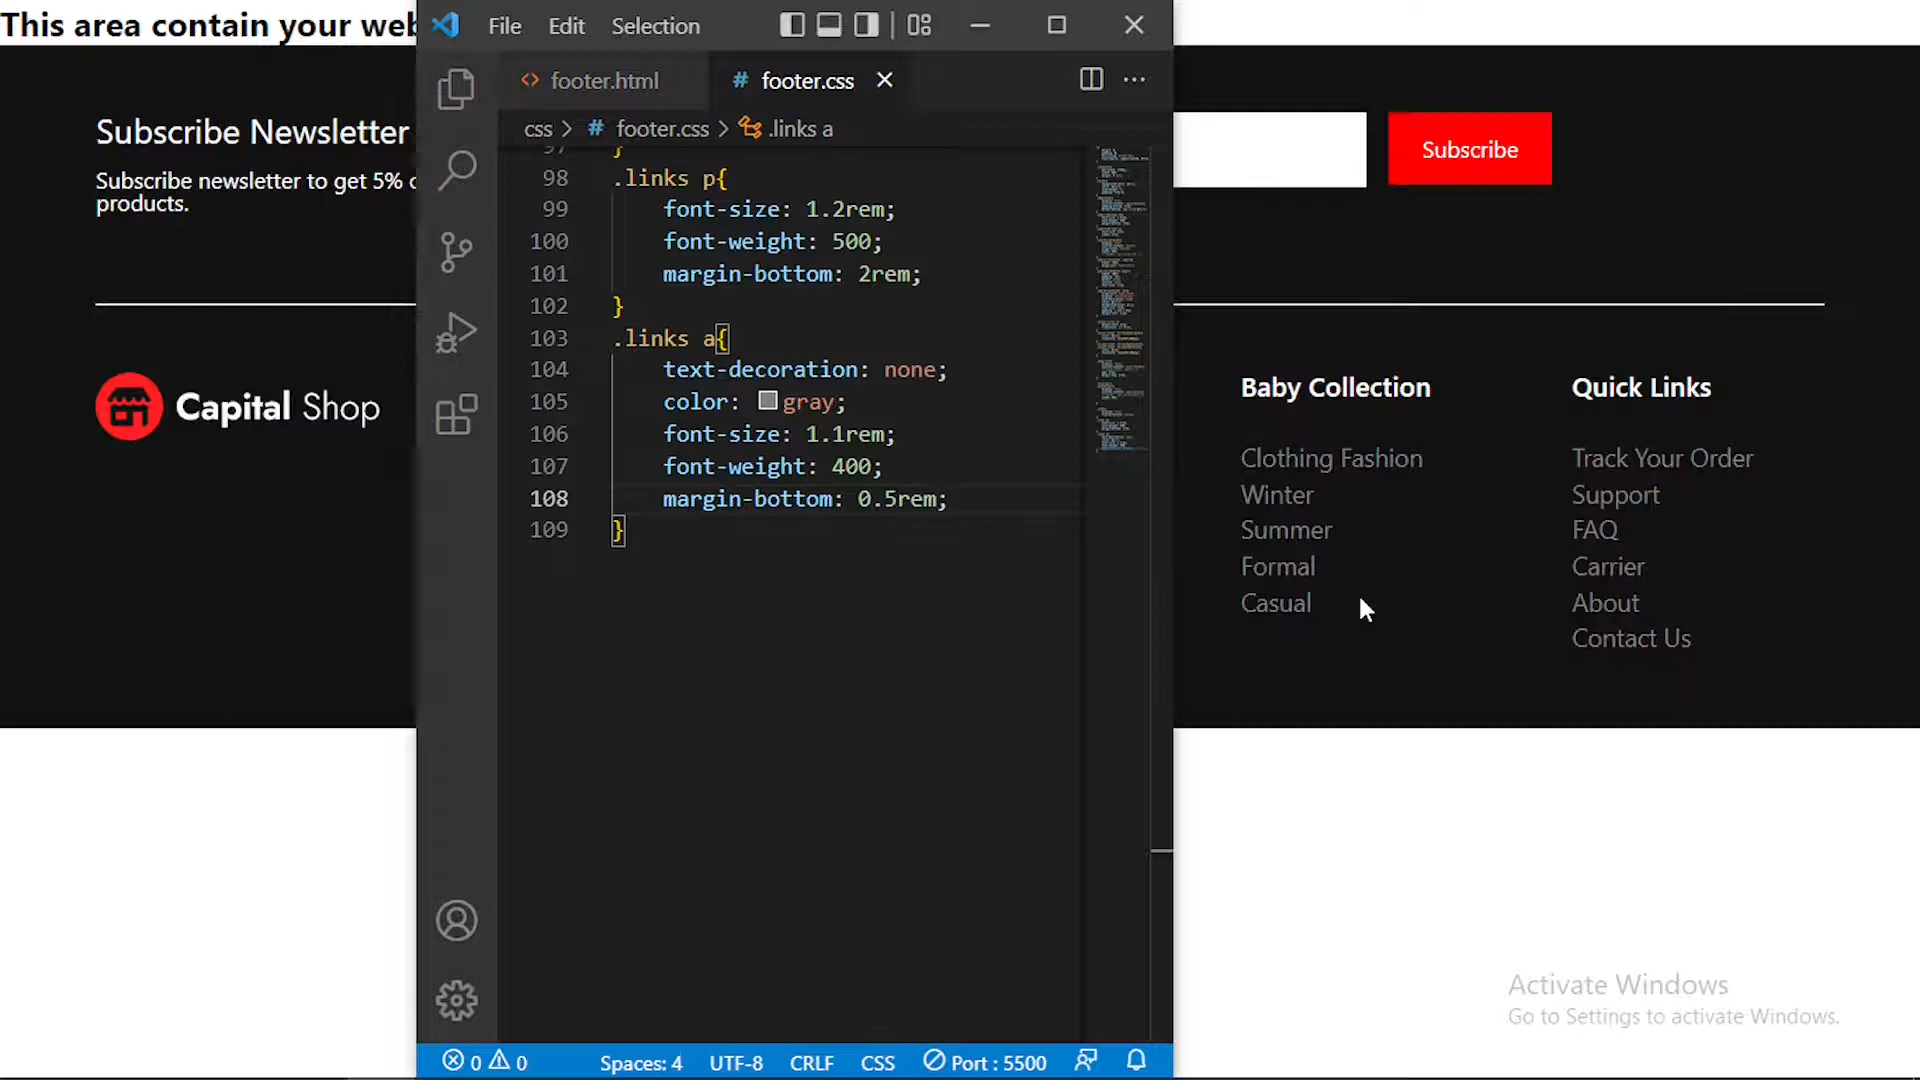 This area contain your web
File Edit Selection
footer.html
# footer.css
css > # footer.css > .links a
Subscribe Newsletter
Subscribe newsletter to get 5%
products.
Subscribe
Capital Shop
97 }
98 .links p{
99 font-size: 1.2rem;
100 font-weight: 500;
101 margin-bottom: 2rem;
102 }
103 .links a{
104 text-decoration: none;
105 color: gray;
106 font-size: 1.1rem;
107 font-weight: 400;
108 margin-bottom: 0.5rem;
109 }
Baby Collection
Clothing Fashion
Winter
Summer
Formal
Casual
Quick Links
Track Your Order
Support
FAQ
Carrier
About
Contact Us
Activate Windows
Go to Settings to activate Windows.
0 0 Spaces: 4 UTF-8 CRLF CSS Port : 5500